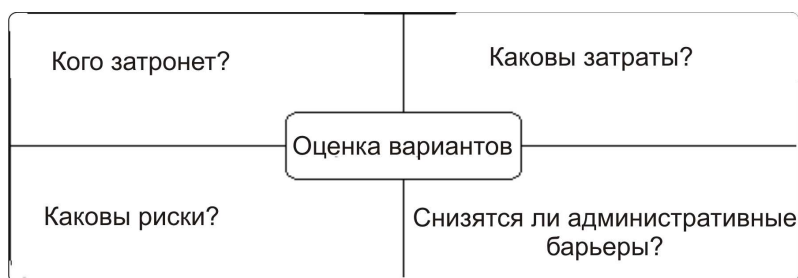 Кого затронет?
Каковы затраты?
Оценка вариантов
Каковы риски?
Снизятся ли административные
барьеры?